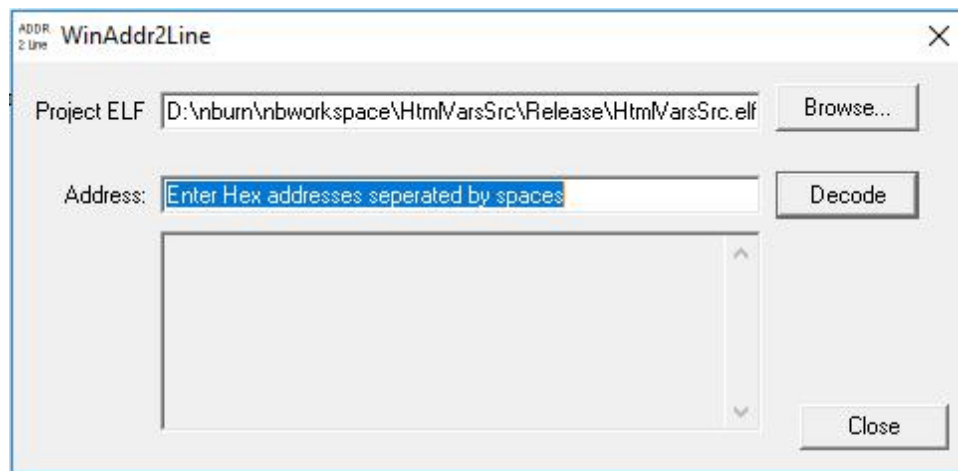 ADDR
2 Line
WinAddr2Line
Project ELF
D:\nburn\nbworkspace\HtmlVarsSrc\Release\HtmlVarsSrc.elf
Browse...
Address:
Enter Hex addresses seperated by spaces
Decode
Close